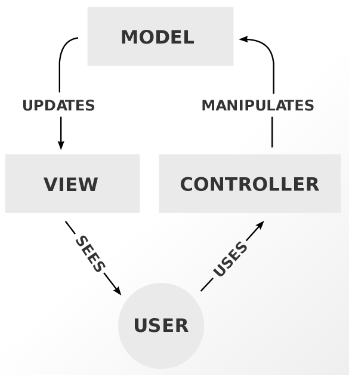 MODEL
UPDATES
MANIPULATES
VIEW
CONTROLLER
SEES
USES
USER